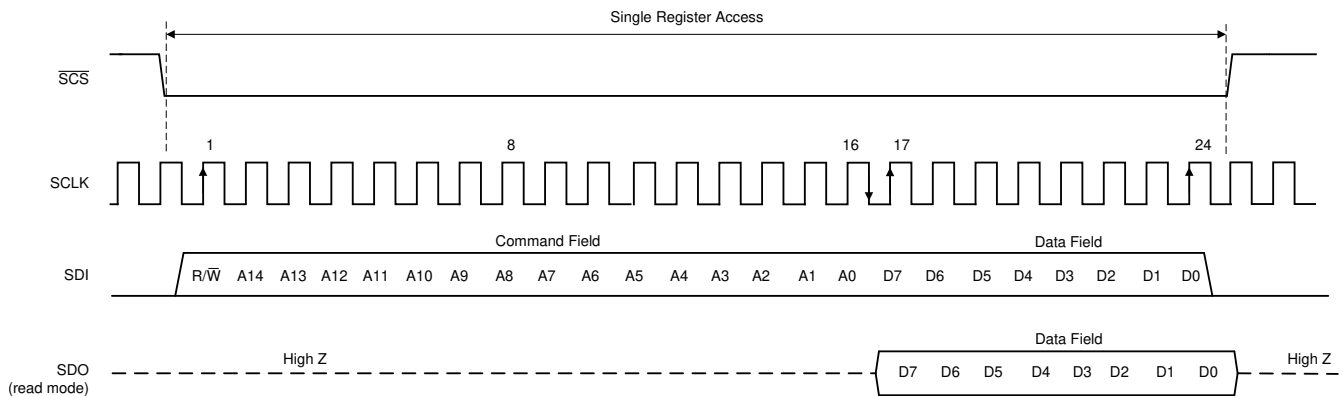 Single Register Access
S̅C̅S̅
1 8 16 17 24
SCLK
Command Field Data Field
SDI R/W̅ A14 A13 A12 A11 A10 A9 A8 A7 A6 A5 A4 A3 A2 A1 A0 D7 D6 D5 D4 D3 D2 D1 D0
Data Field
High Z High Z
SDO D7 D6 D5 D4 D3 D2 D1 D0
(read mode)